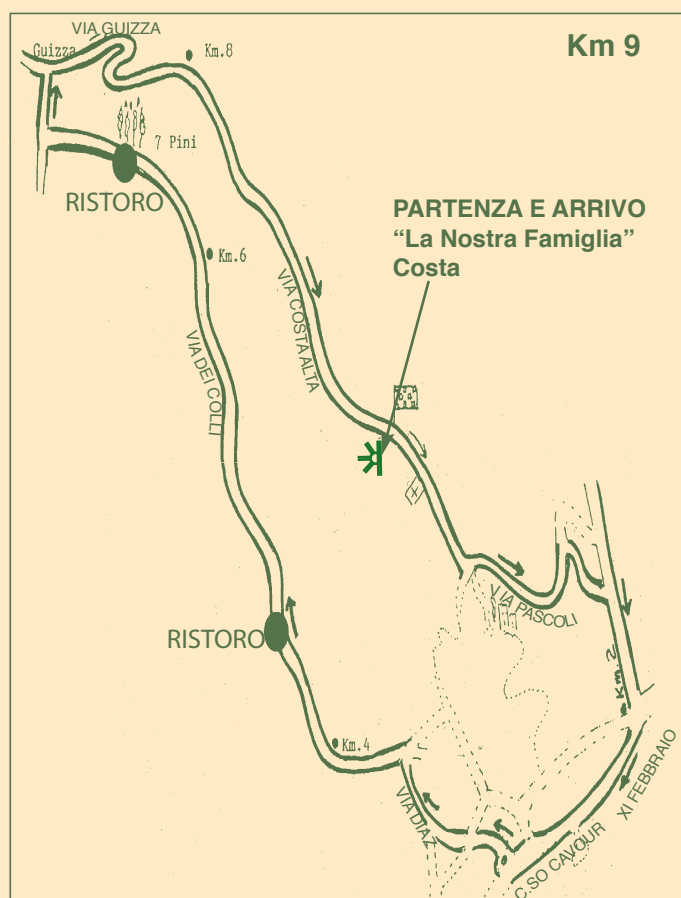 VIA GUIZZA
Guizza
Km.8
Km 9
7 Pini
RISTORO
PARTENZA E ARRIVO
“La Nostra Famiglia”
Costa
Km.6
VIA COSTA ALTA
VIA DEI COLLI
VIA PASCOLI
RISTORO
Km.2
Km.4
XI FEBBRAIO
VIA DIAZ
C.SO CAVOUR